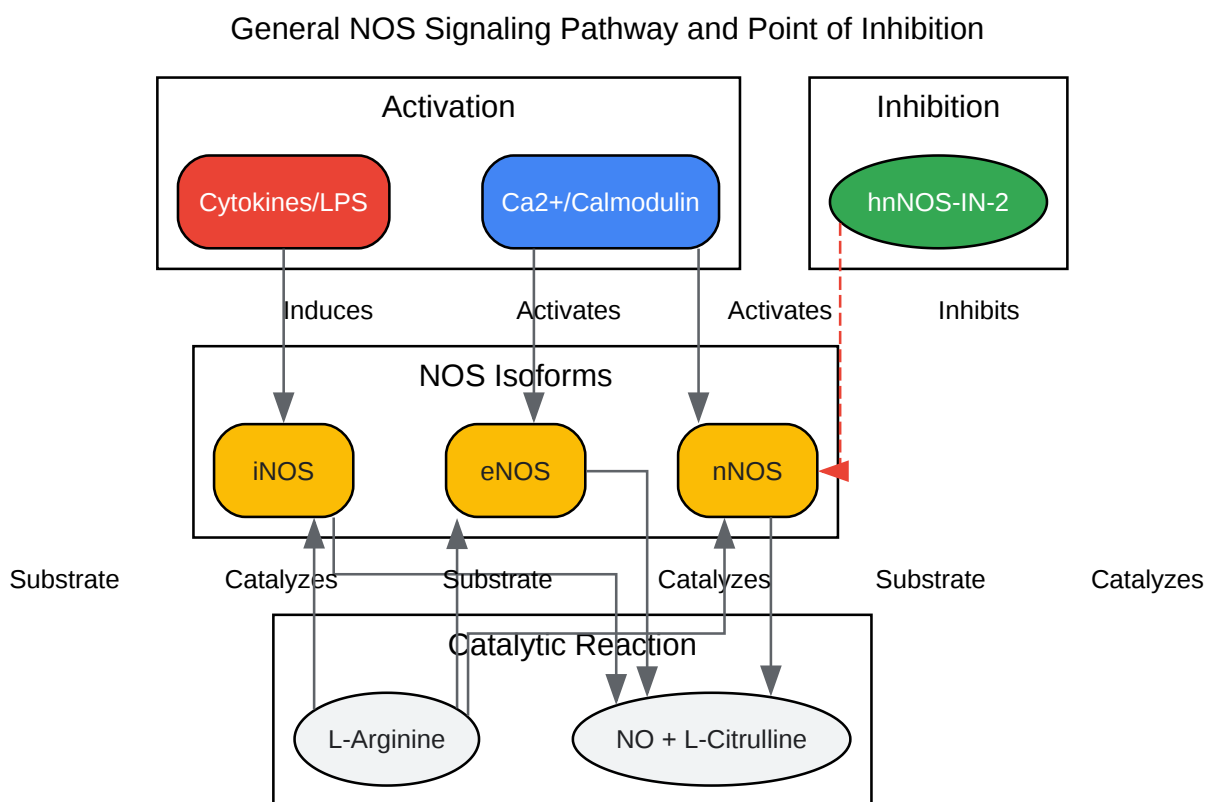 General NOS Signaling Pathway and Point of Inhibition
Activation
Inhibition
Cytokines/LPS
Ca2+/Calmodulin
hnNOS-IN-2
Induces
Activates
Activates
Inhibits
NOS Isoforms
iNOS
eNOS
nNOS
Substrate
Catalyzes
Substrate
Catalyzes
Substrate
Catalyzes
Catalytic Reaction
L-Arginine
NO + L-Citrulline